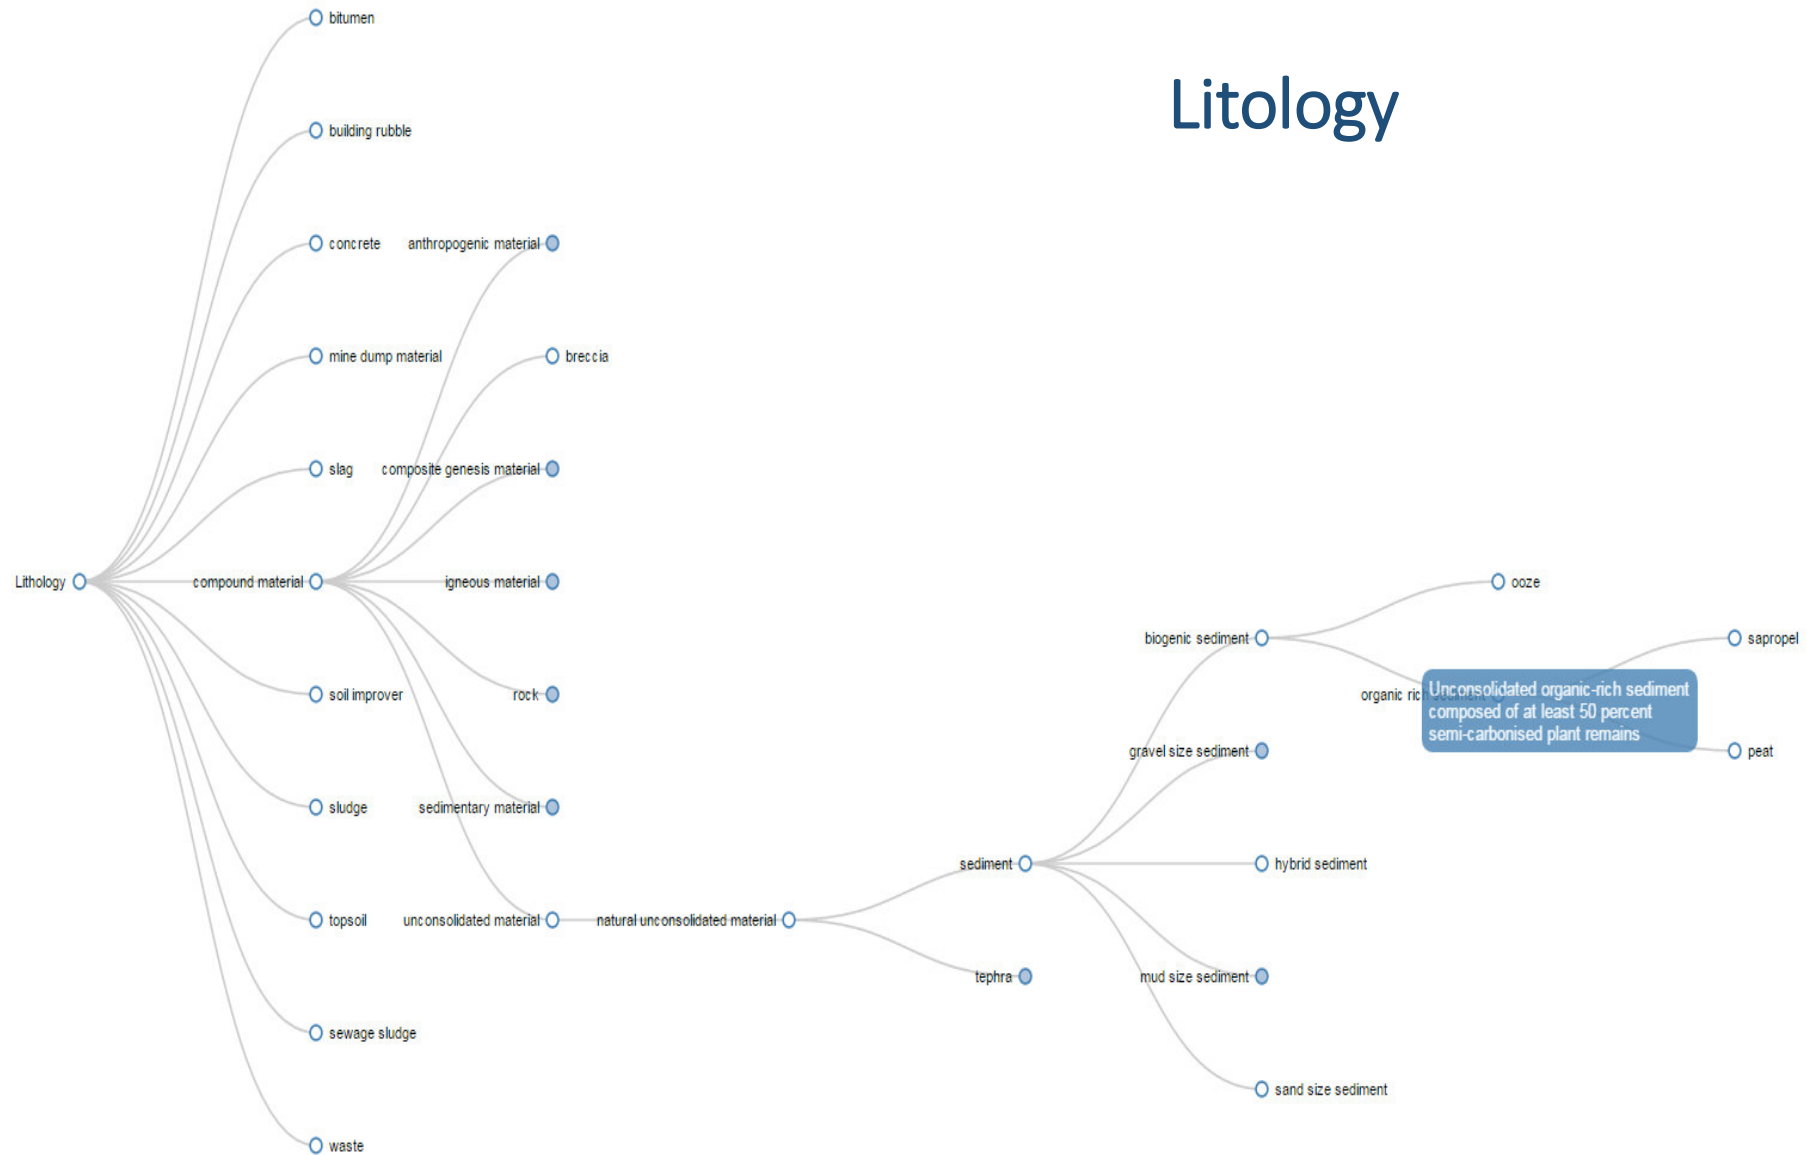 bitumen
Litology
building rubble
concrete
anthropogenic material
mine dump material
breccia
slag
composite genesis material
Lithology
compound material
igneous material
ooze
biogenic sediment
sapropel
soil improver
rock
organic rich sediment
Unconsolidated organic-rich sediment
composed of at least 50 percent
semi-carbonised plant remains
gravel size sediment
peat
sludge
sedimentary material
sediment
hybrid sediment
topsoil
unconsolidated material
natural unconsolidated material
tephra
mud size sediment
sewage sludge
sand size sediment
waste